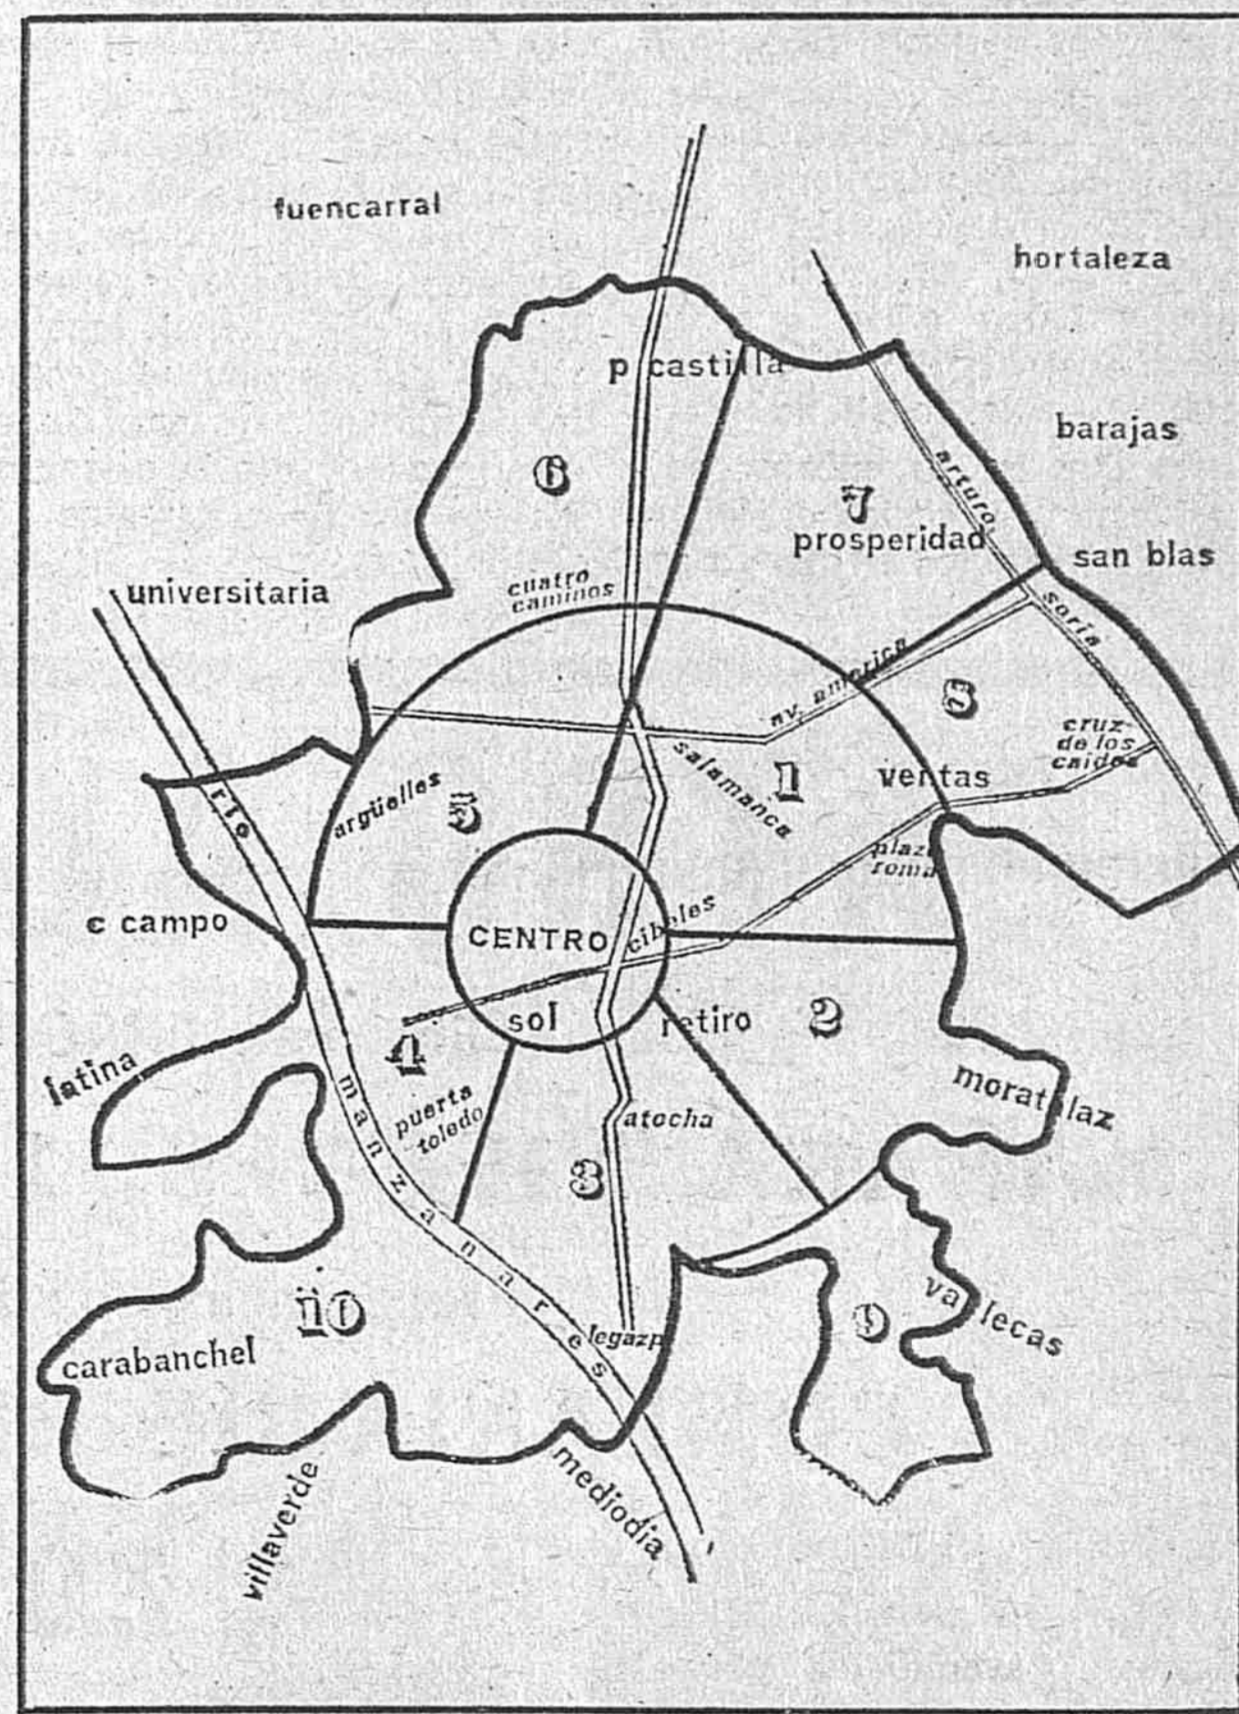 fuencarral
hortaleza
p castilla
barajas
6
arturo
7
prosperidad
san blas
universitaria
cuatro
caminos
soria
av. america
8
salamanca
cruz
de los
caidos
1
ventas
argüelles
5
rio
plaza
roma
c campo
CENTRO
cibeles
sol
retiro
2
4
latina
puerta
toledo
moratalaz
atocha
manzanares
3
10
vallecas
9
carabanchel
legazpi
villaverde
mediodia